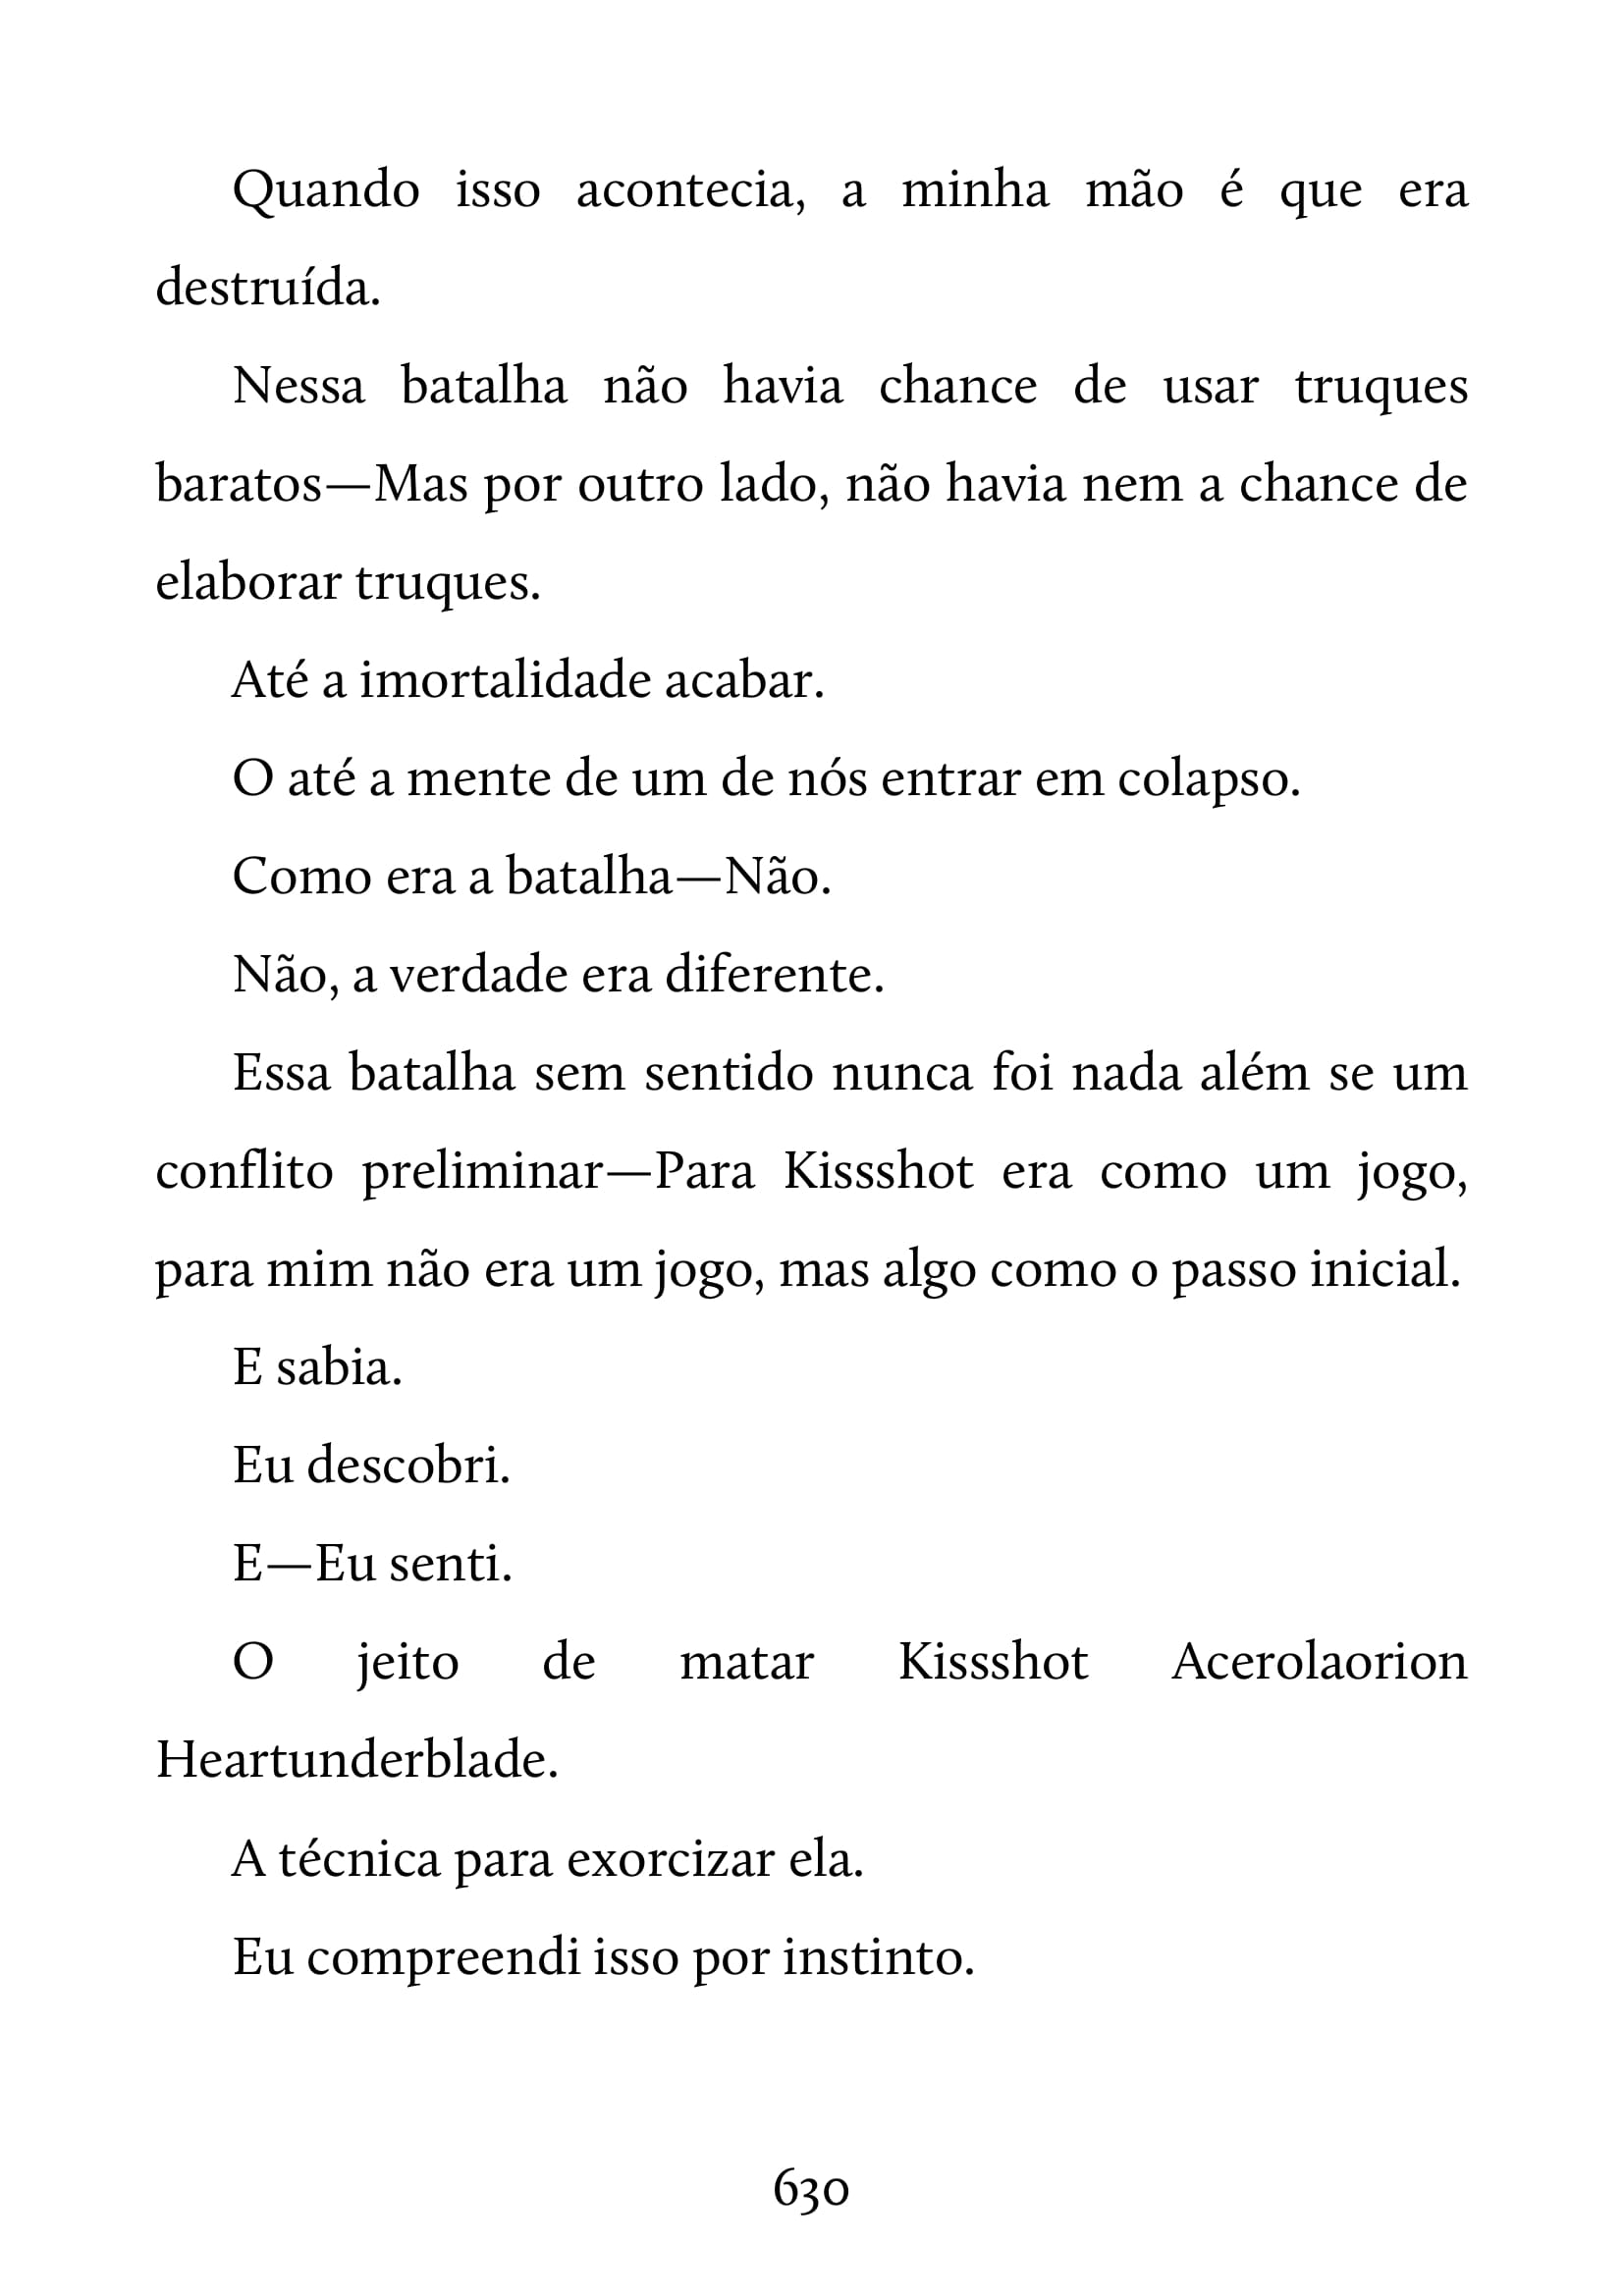 Quando isso acontecia, a minha mão é que era
destruída.
Nessa batalha não havia chance de usar truques
baratos—Mas por outro lado, não havia nem a chance de
elaborar truques.
Até a imortalidade acabar.
O até a mente de um de nós entrar em colapso.
Como era a batalha—Não.
Não, a verdade era diferente.
Essa batalha sem sentido nunca foi nada além se um
conflito preliminar—Para Kissshot era como um jogo,
para mim não era um jogo, mas algo como o passo inicial.
E sabia.
Eu descobri.
E—Eu senti.
O jeito de matar Kissshot Acerolaorion
Heartunderblade.
A técnica para exorcizar ela.
Eu compreendi isso por instinto.
630